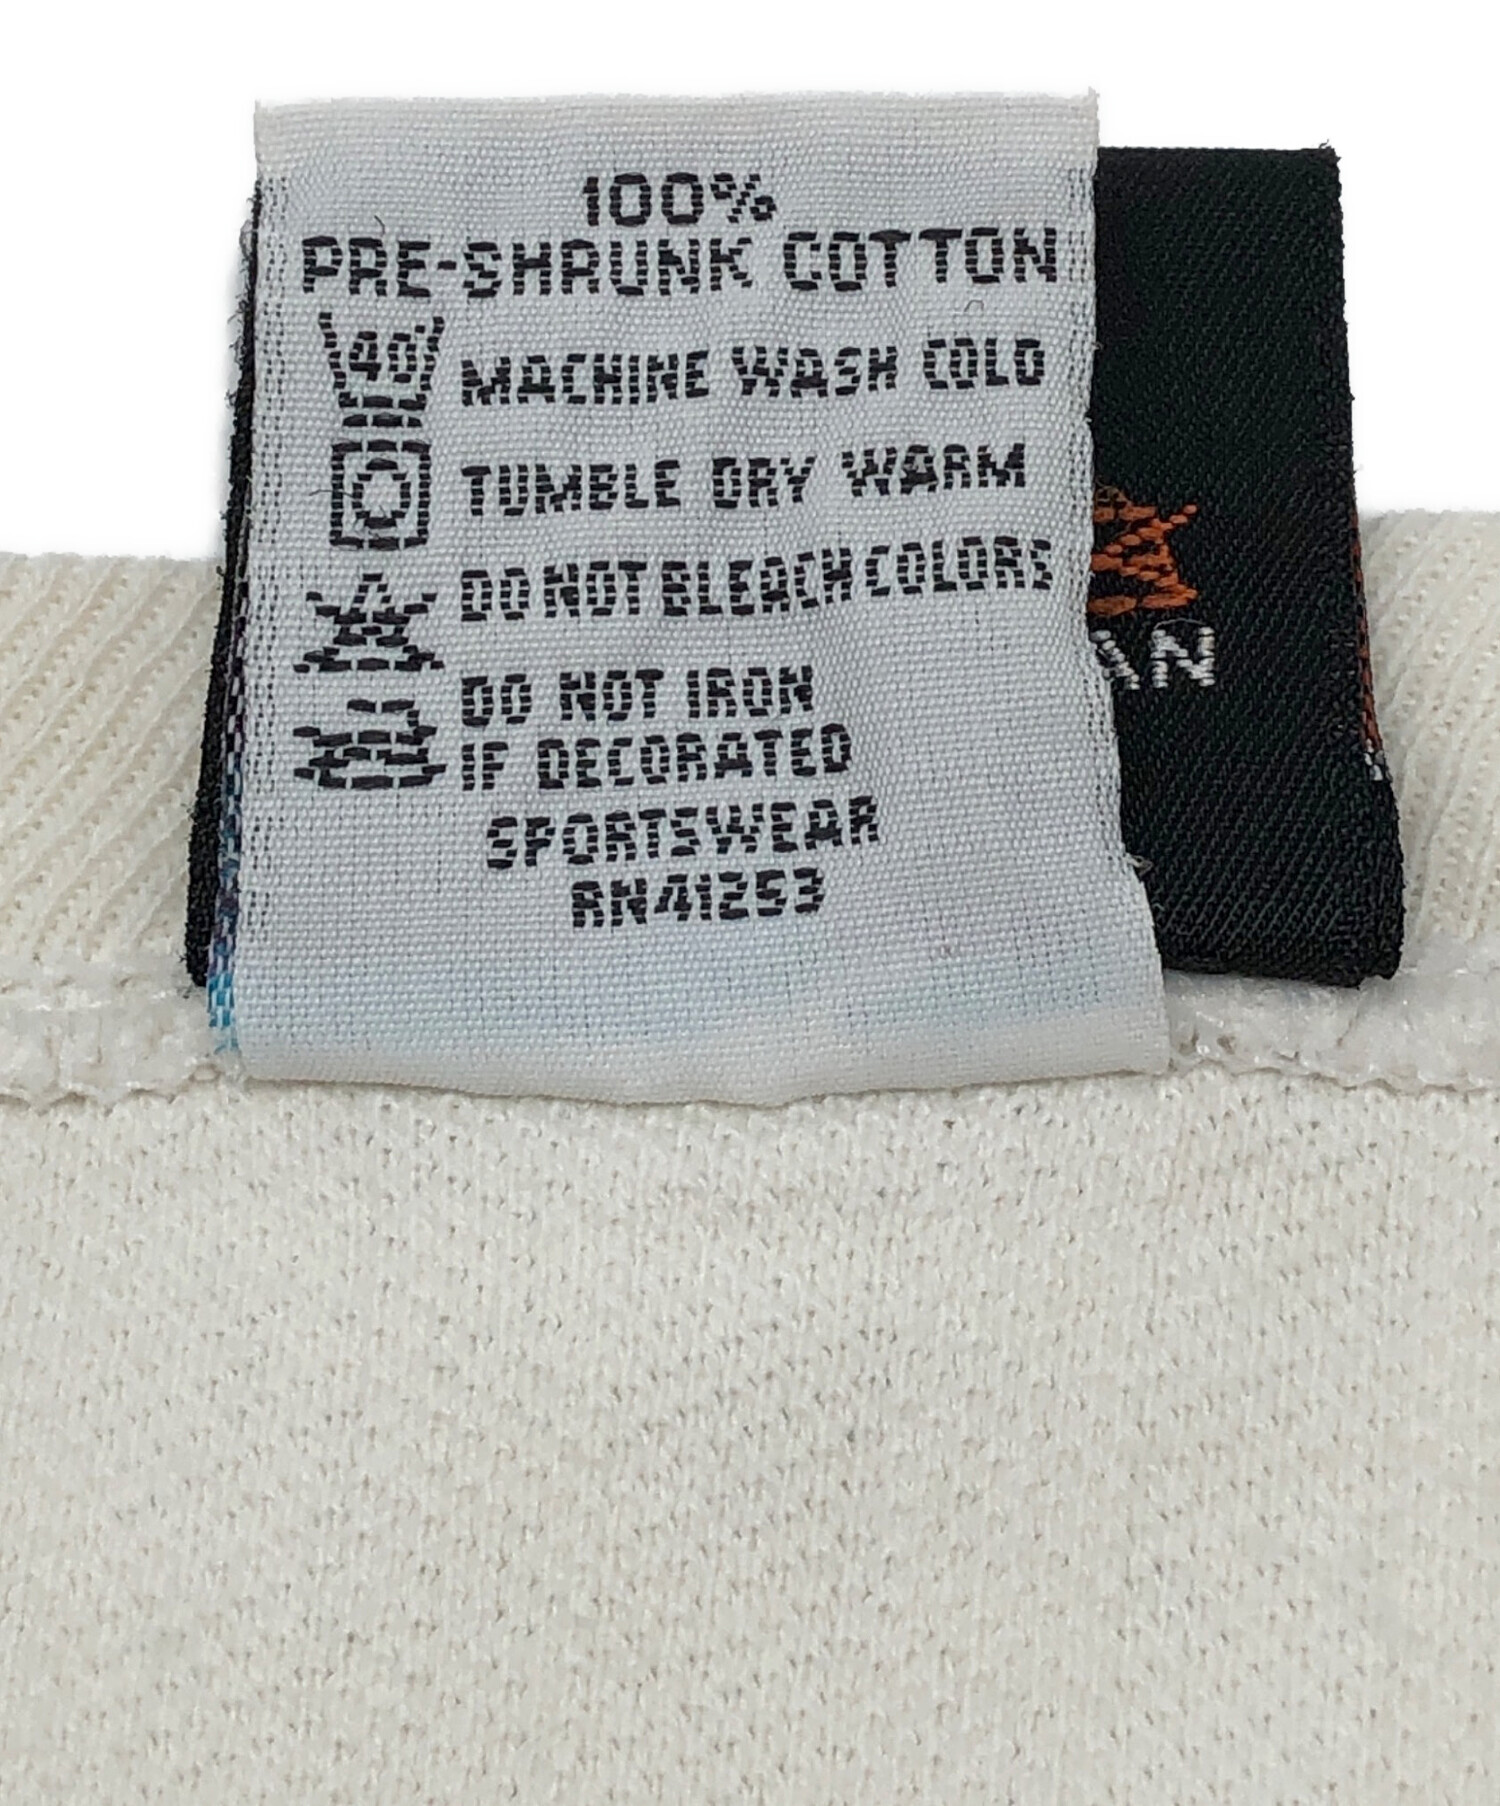 100%
PRE-SHRUNK COTTON
40°
MACHINE WASH COLD
TUMBLE DRY WARM
DO NOT BLEACH COLORS
DO NOT IRON
IF DECORATED
SPORTSWEAR
RN41253